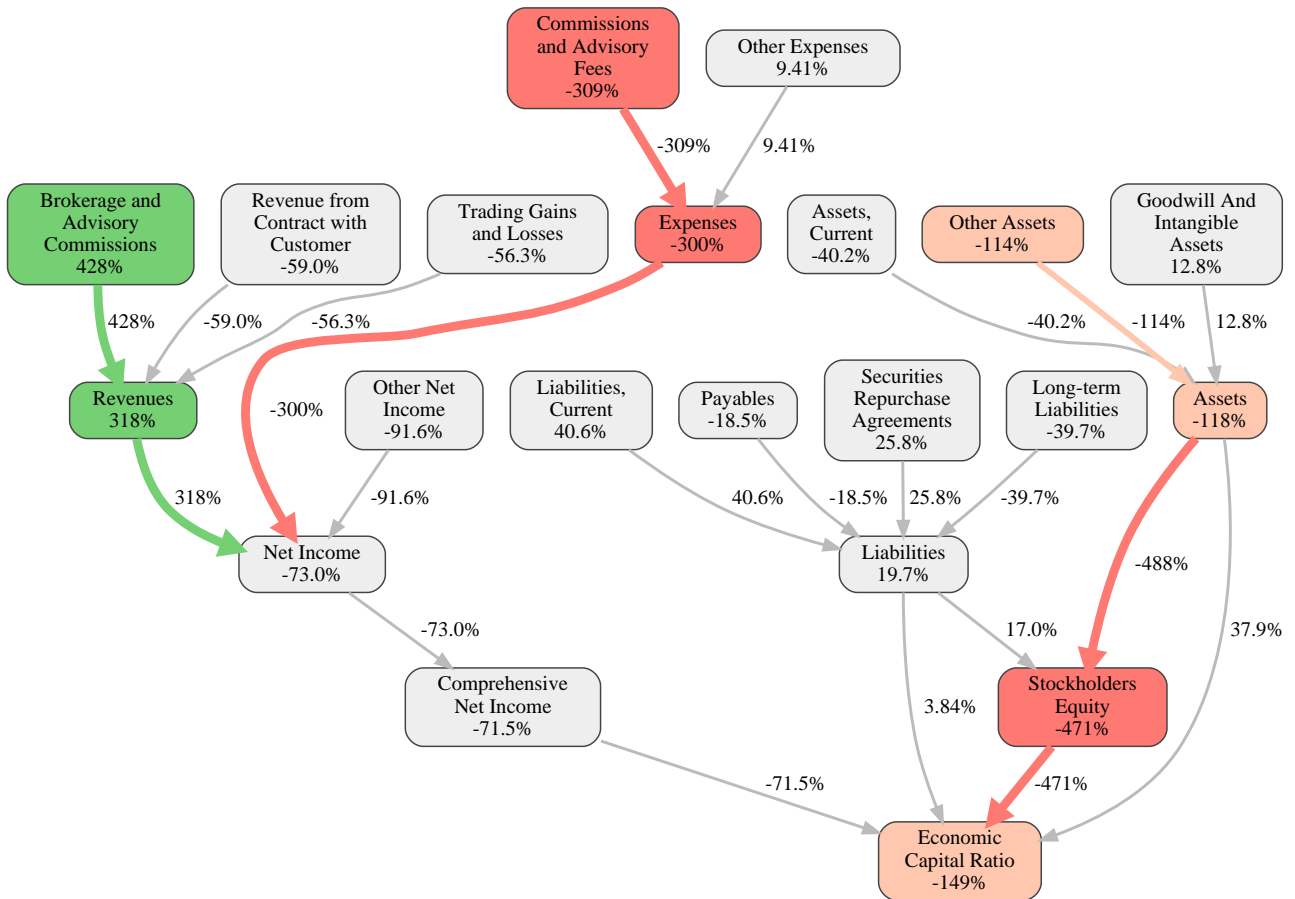 Commissions
and Advisory
Fees
-309%
Other Expenses
9.41%
-309%
9.41%
Brokerage and
Advisory
Commissions
428%
Revenue from
Contract with
Customer
-59.0%
Trading Gains
and Losses
-56.3%
Expenses
-300%
Assets,
Current
-40.2%
Other Assets
-114%
Goodwill And
Intangible
Assets
12.8%
428%
-59.0%
-56.3%
-40.2%
-114%
12.8%
Revenues
318%
-300%
Other Net
Income
-91.6%
Liabilities,
Current
40.6%
Payables
-18.5%
Securities
Repurchase
Agreements
25.8%
Long-term
Liabilities
-39.7%
Assets
-118%
318%
-91.6%
40.6%
-18.5%
25.8%
-39.7%
-488%
Net Income
-73.0%
Liabilities
19.7%
-73.0%
17.0%
37.9%
Comprehensive
Net Income
-71.5%
3.84%
Stockholders
Equity
-471%
-71.5%
-471%
Economic
Capital Ratio
-149%